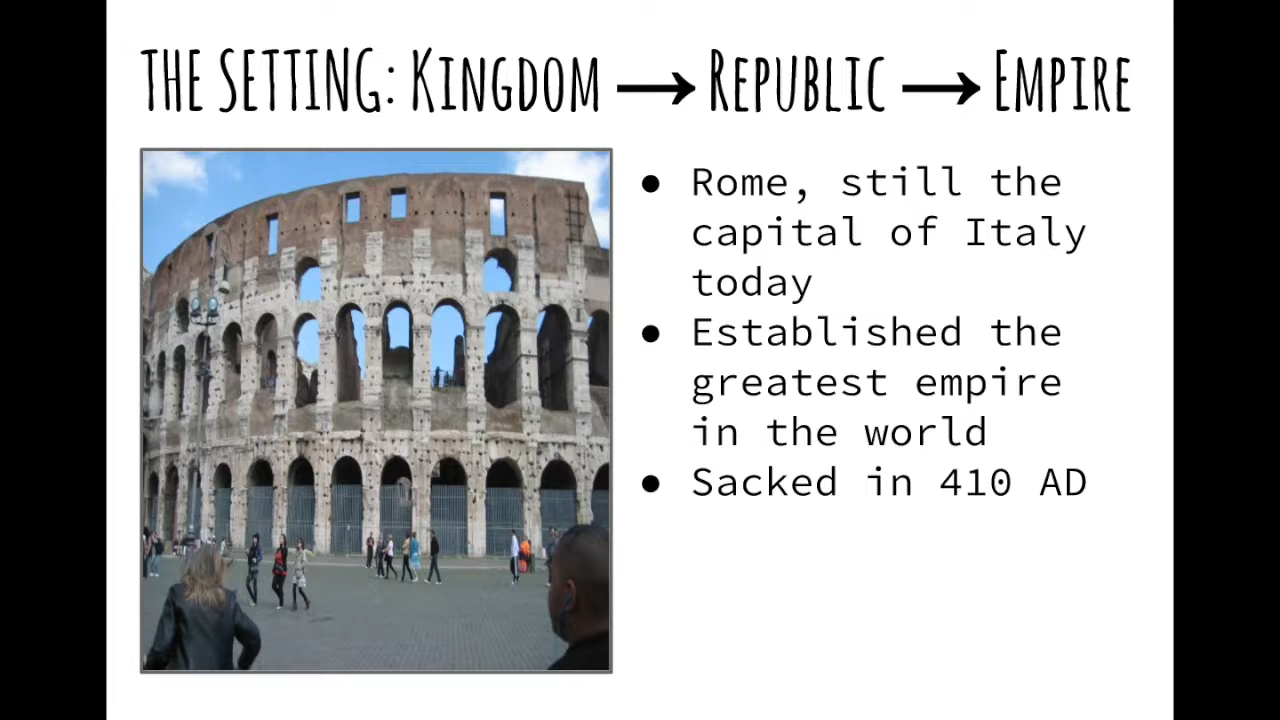 THE SETTING: KINGDOM → REPUBLIC → EMPIRE
● Rome, still the
capital of Italy
today
● Established the
greatest empire
in the world
● Sacked in 410 AD